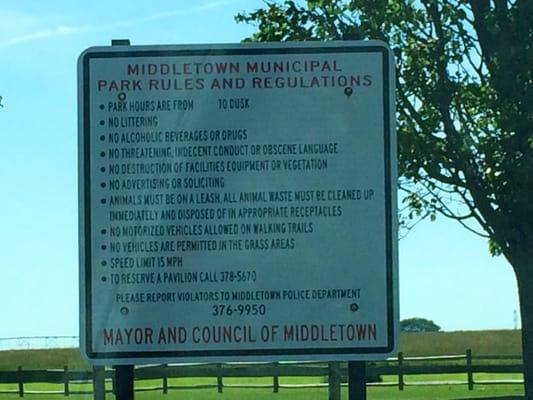 MIDDLETOWN MUNICIPAL
PARK RULES AND REGULATIONS
• PARK HOURS ARE FROM TO DUSK
• NO LITTERING
• NO ALCOHOLIC BEVERAGES OR DRUGS
• NO THREATENING, INDECENT CONDUCT OR OBSCENE LANGUAGE
• NO DESTRUCTION OF FACILITIES EQUIPMENT OR VEGETATION
• NO ADVERTISING OR SOLICITING
• ANIMALS MUST BE ON A LEASH. ALL ANIMAL WASTE MUST BE CLEANED UP
IMMEDIATELY AND DISPOSED OF IN APPROPRIATE RECEPTACLES
• NO MOTORIZED VEHICLES ALLOWED ON WALKING TRAILS
• NO VEHICLES ARE PERMITTED IN THE GRASS AREAS
• SPEED LIMIT 15 MPH
• TO RESERVE A PAVILION CALL 378-5670
PLEASE REPORT VIOLATORS TO MIDDLETOWN POLICE DEPARTMENT
376-9950
MAYOR AND COUNCIL OF MIDDLETOWN